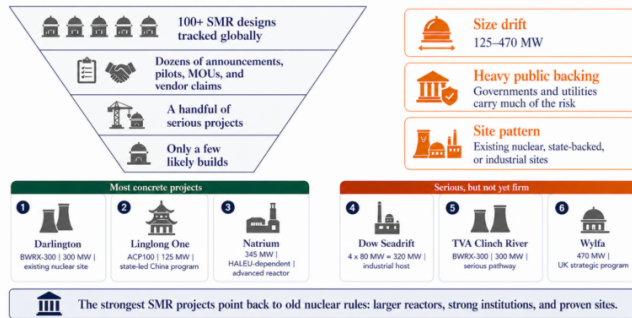 100+ SMR designs
tracked globally
Dozens of announcements,
pilots, MOUs, and
vendor claims
A handful of
serious projects
Only a few
likely builds
Size drift
125–470 MW
Heavy public backing
Governments and utilities
carry much of the risk
Site pattern
Existing nuclear, state-backed,
or industrial sites
Most concrete projects
1
Darlington
BWRX-300 | 300 MW |
existing nuclear site
2
Linglong One
ACP100 | 125 MW |
state-led China program
3
Natrium
345 MW |
HALEU-dependent |
advanced reactor
Serious, but not yet firm
4
Dow Seadrift
4 x 80 MW = 320 MW |
industrial host
5
TVA Clinch River
BWRX-300 | 300 MW |
serious pathway
6
Wylfa
470 MW |
UK strategic program
The strongest SMR projects point back to old nuclear rules: larger reactors, strong institutions, and proven sites.